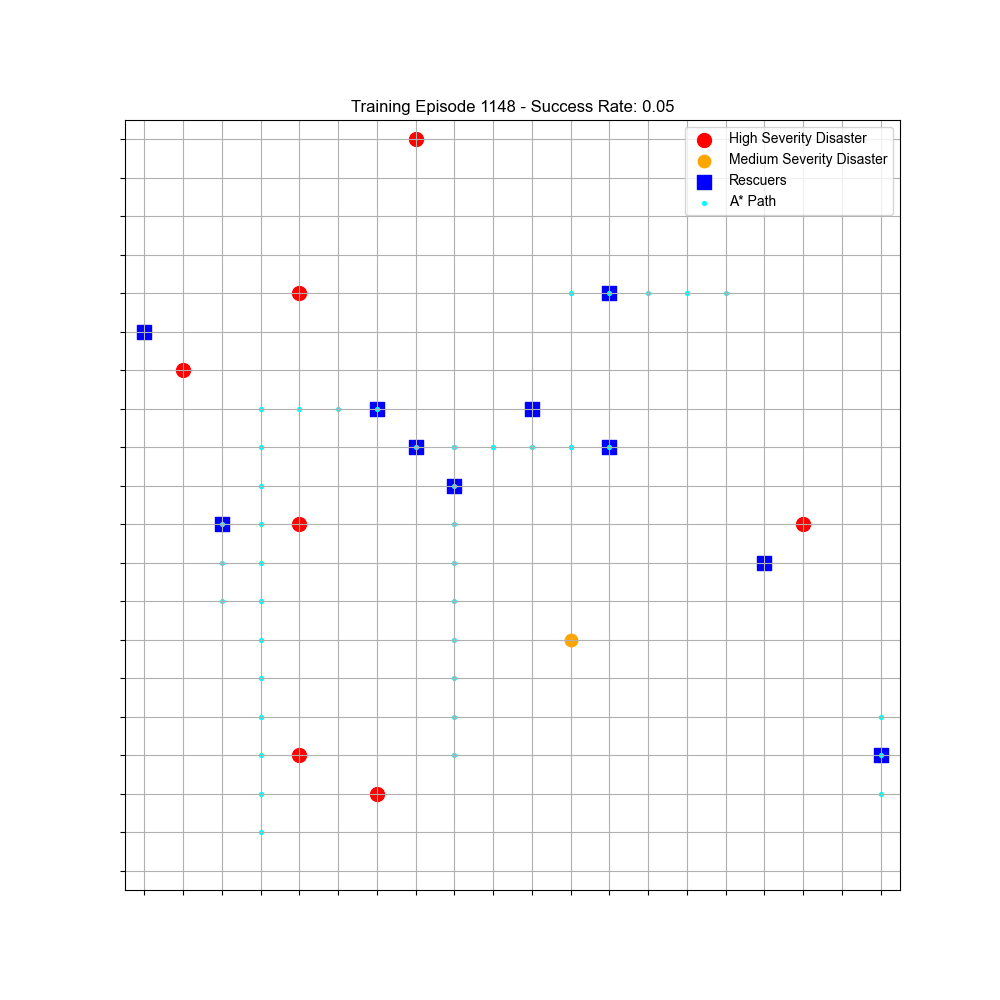 Training Episode 1148 - Success Rate: 0.05
High Severity Disaster
Medium Severity Disaster
Rescuers
A* Path